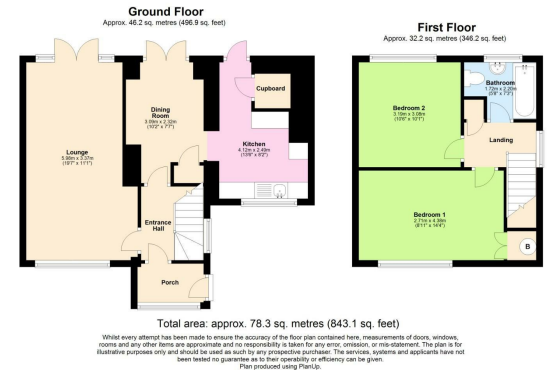 Ground Floor
Approx. 46.2 sq. metres (496.9 sq. feet)
First Floor
Approx. 32.2 sq. metres (346.2 sq. feet)
Lounge
5.98m x 3.37m
(19'7" x 11'1")
Dining
Room
3.09m x 2.32m
(10'2" x 7'7")
Cupboard
Kitchen
4.12m x 2.49m
(13'6" x 8'2")
Entrance
Hall
Porch
Bedroom 2
3.19m x 3.08m
(10'6" x 10'1")
Bathroom
1.72m x 2.20m
(5'8" x 7'3")
Landing
Bedroom 1
2.71m x 4.38m
(8'11" x 14'4")
B
Total area: approx. 78.3 sq. metres (843.1 sq. feet)
Whilst every attempt has been made to ensure the accuracy of the floor plan contained here, measurements of doors, windows,
rooms and any other items are approximate and no responsibility is taken for any error, omission, or mis-statement. The plan is for
illustrative purposes only and should be used as such by any prospective purchaser. The services, systems and applicants have not
been tested no guarantee as to their operability or efficiency can be given.
Plan produced using PlanUp.